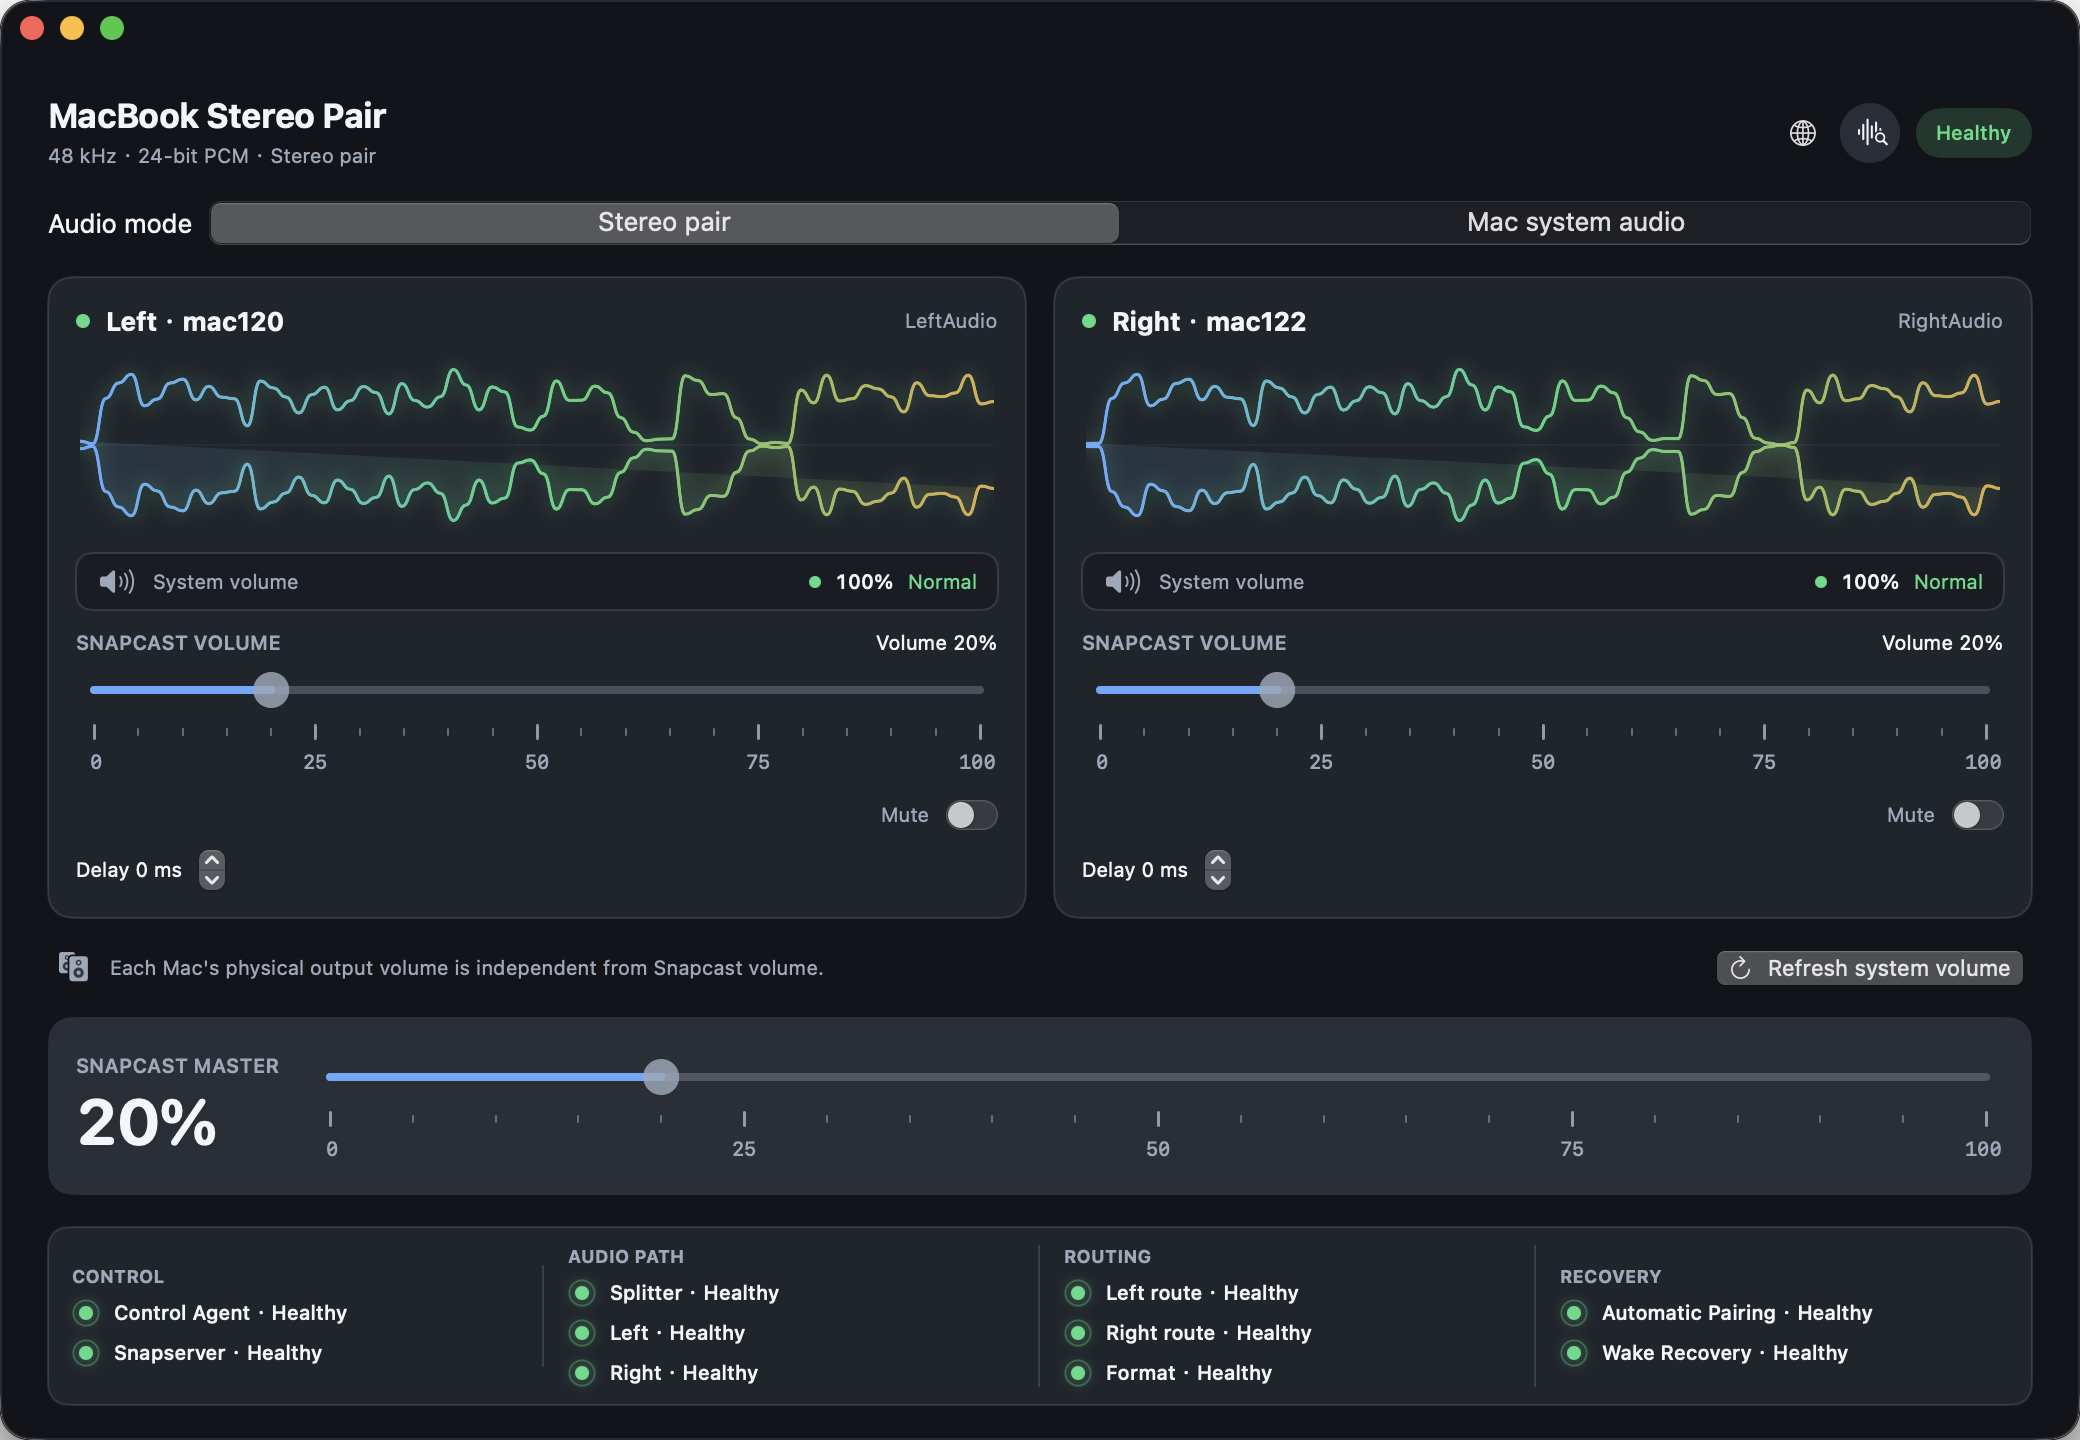 MacBook Stereo Pair
48 kHz · 24-bit PCM · Stereo pair
Healthy
Audio mode
Stereo pair
Mac system audio
Left · mac120
LeftAudio
System volume
100% Normal
SNAPCAST VOLUME
Volume 20%
0 25 50 75 100
Mute
Delay 0 ms
Right · mac122
RightAudio
System volume
100% Normal
SNAPCAST VOLUME
Volume 20%
0 25 50 75 100
Mute
Delay 0 ms
Each Mac's physical output volume is independent from Snapcast volume.
Refresh system volume
SNAPCAST MASTER
20%
0 25 50 75 100
CONTROL
Control Agent · Healthy
Snapserver · Healthy
AUDIO PATH
Splitter · Healthy
Left · Healthy
Right · Healthy
ROUTING
Left route · Healthy
Right route · Healthy
Format · Healthy
RECOVERY
Automatic Pairing · Healthy
Wake Recovery · Healthy